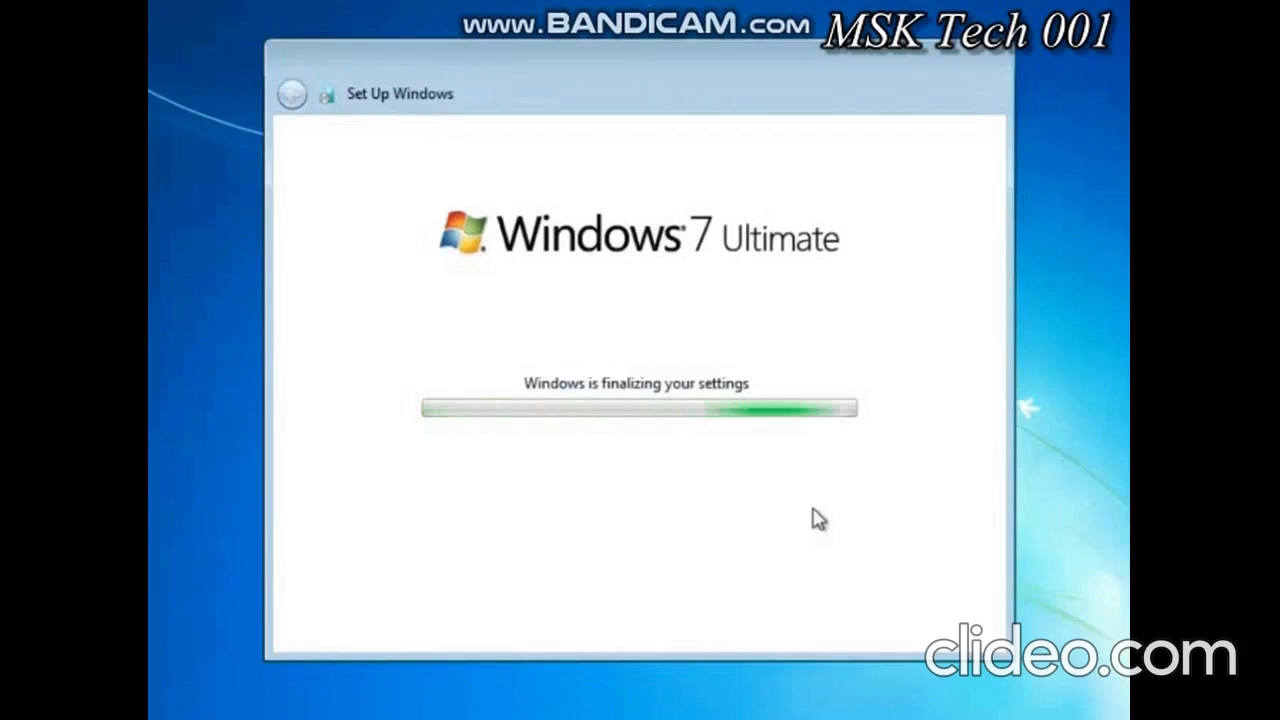 www.BANDICAM.com
MSK Tech 001
Set Up Windows
Windows 7 Ultimate
Windows is finalizing your settings
clideo.com